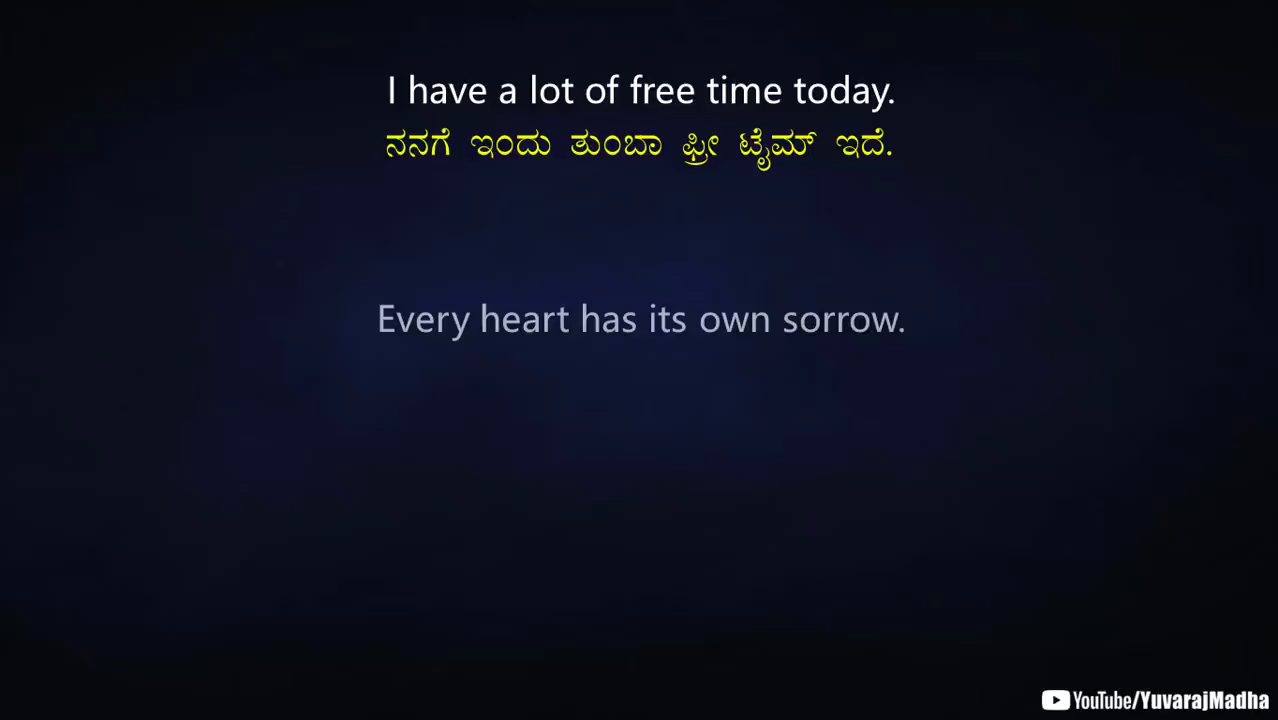 I have a lot of free time today.
ನನಗೆ ಇಂದು ತುಂಬಾ ಫ್ರೀ ಟೈಮ್ ಇದೆ.
Every heart has its own sorrow.
YouTube/YuvarajMadha